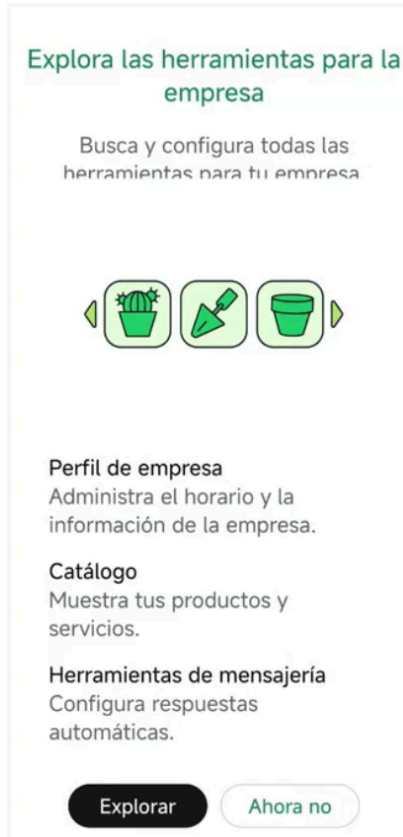 Explora las herramientas para la
empresa
Busca y configura todas las
herramientas para tu empresa
Perfil de empresa
Administra el horario y la
información de la empresa.
Catálogo
Muestra tus productos y
servicios.
Herramientas de mensajería
Configura respuestas
automáticas.
Explorar
Ahora no